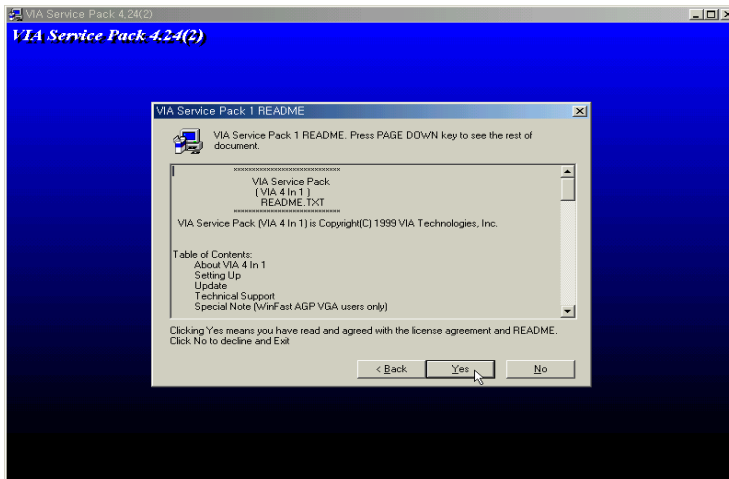 VIA Service Pack 4,24(2)
VIA Service Pack 4.24(2)
VIA Service Pack 1 README
VIA Service Pack 1 README. Press PAGE DOWN key to see the rest of
document.
VIA Service Pack
( VIA 4 In 1 )
README.TXT
VIA Service Pack (VIA 4 in 1) is Copyright(C) 1999 VIA Technologies, Inc.
Table of Contents:
About VIA 4 In 1
Setting Up
Update
Technical Support
Special Note (WinFast AGP VGA users only)
Clicking Yes means you have read and agreed with the license agreement and README.
Click No to decline and Exit
< Back
Yes
No